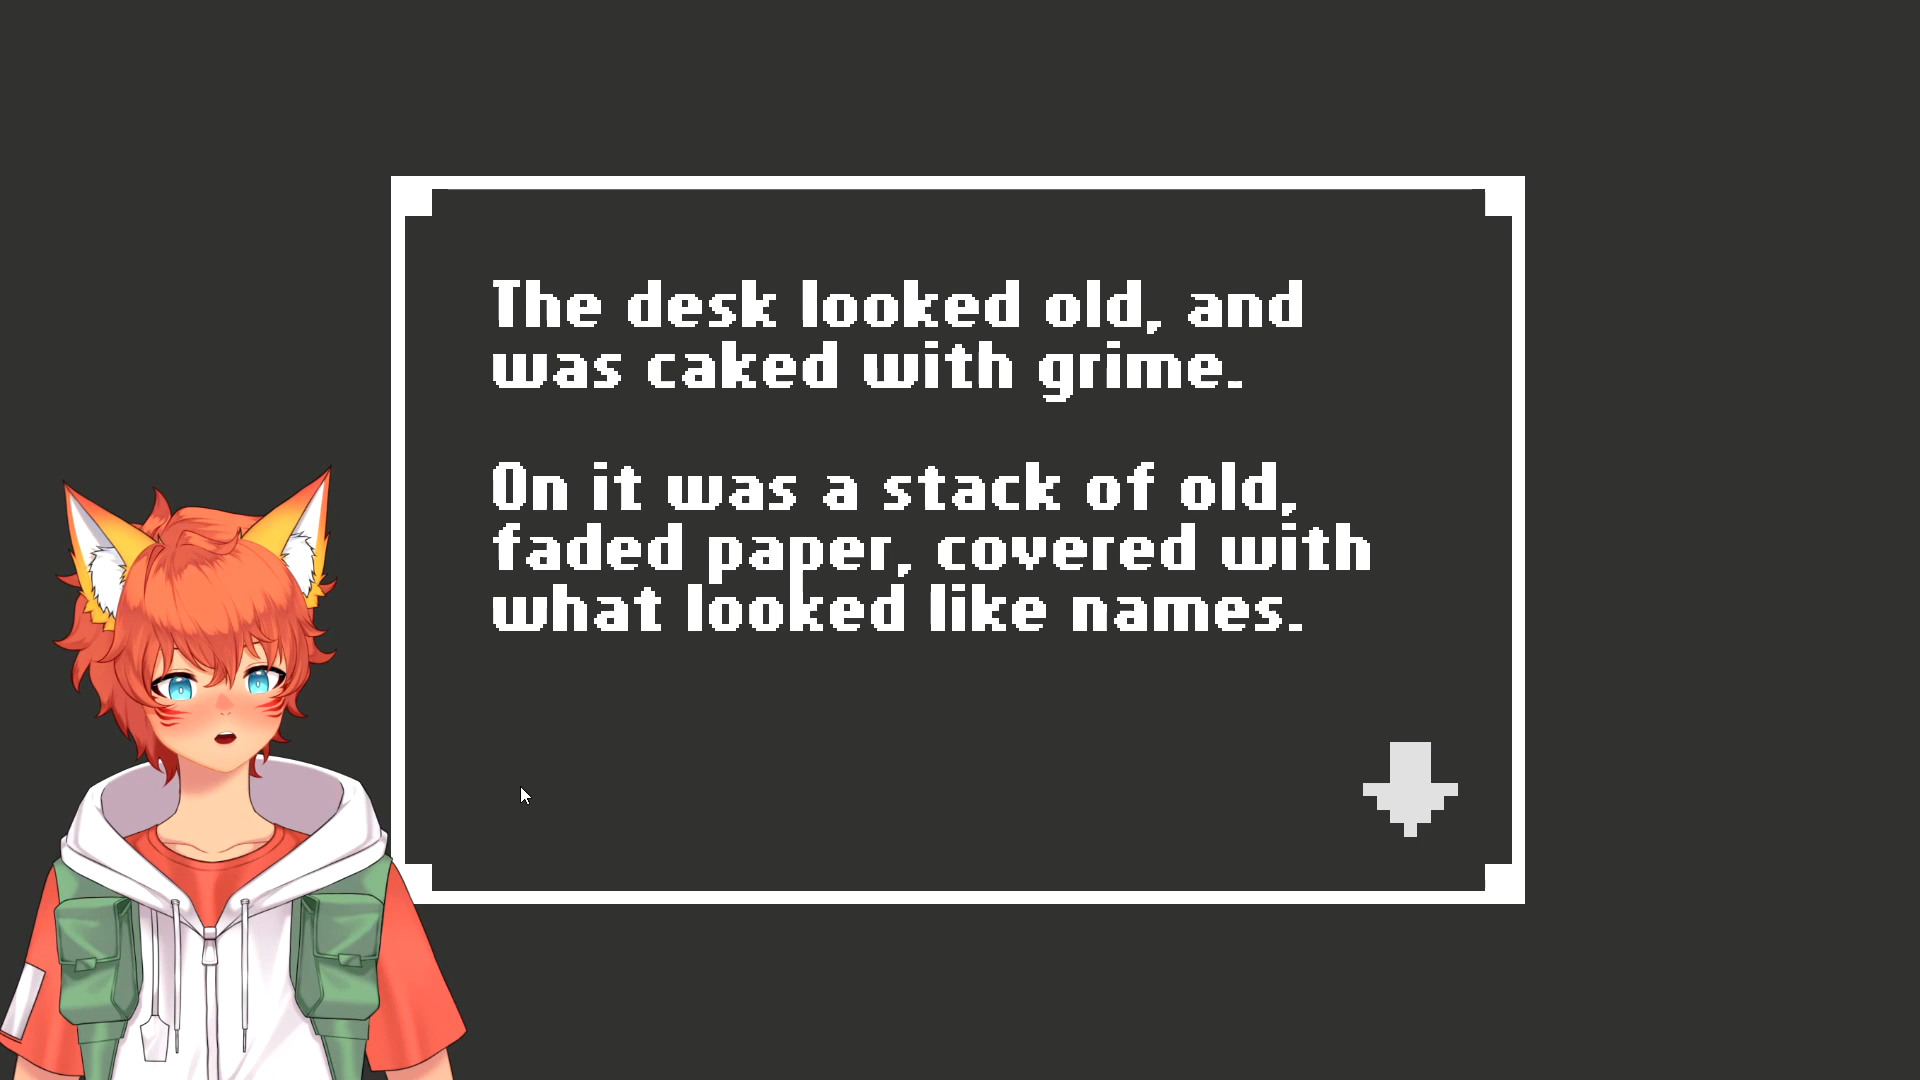 The desk looked old, and
was caked with grime.
On it was a stack of old,
faded paper, covered with
what looked like names.